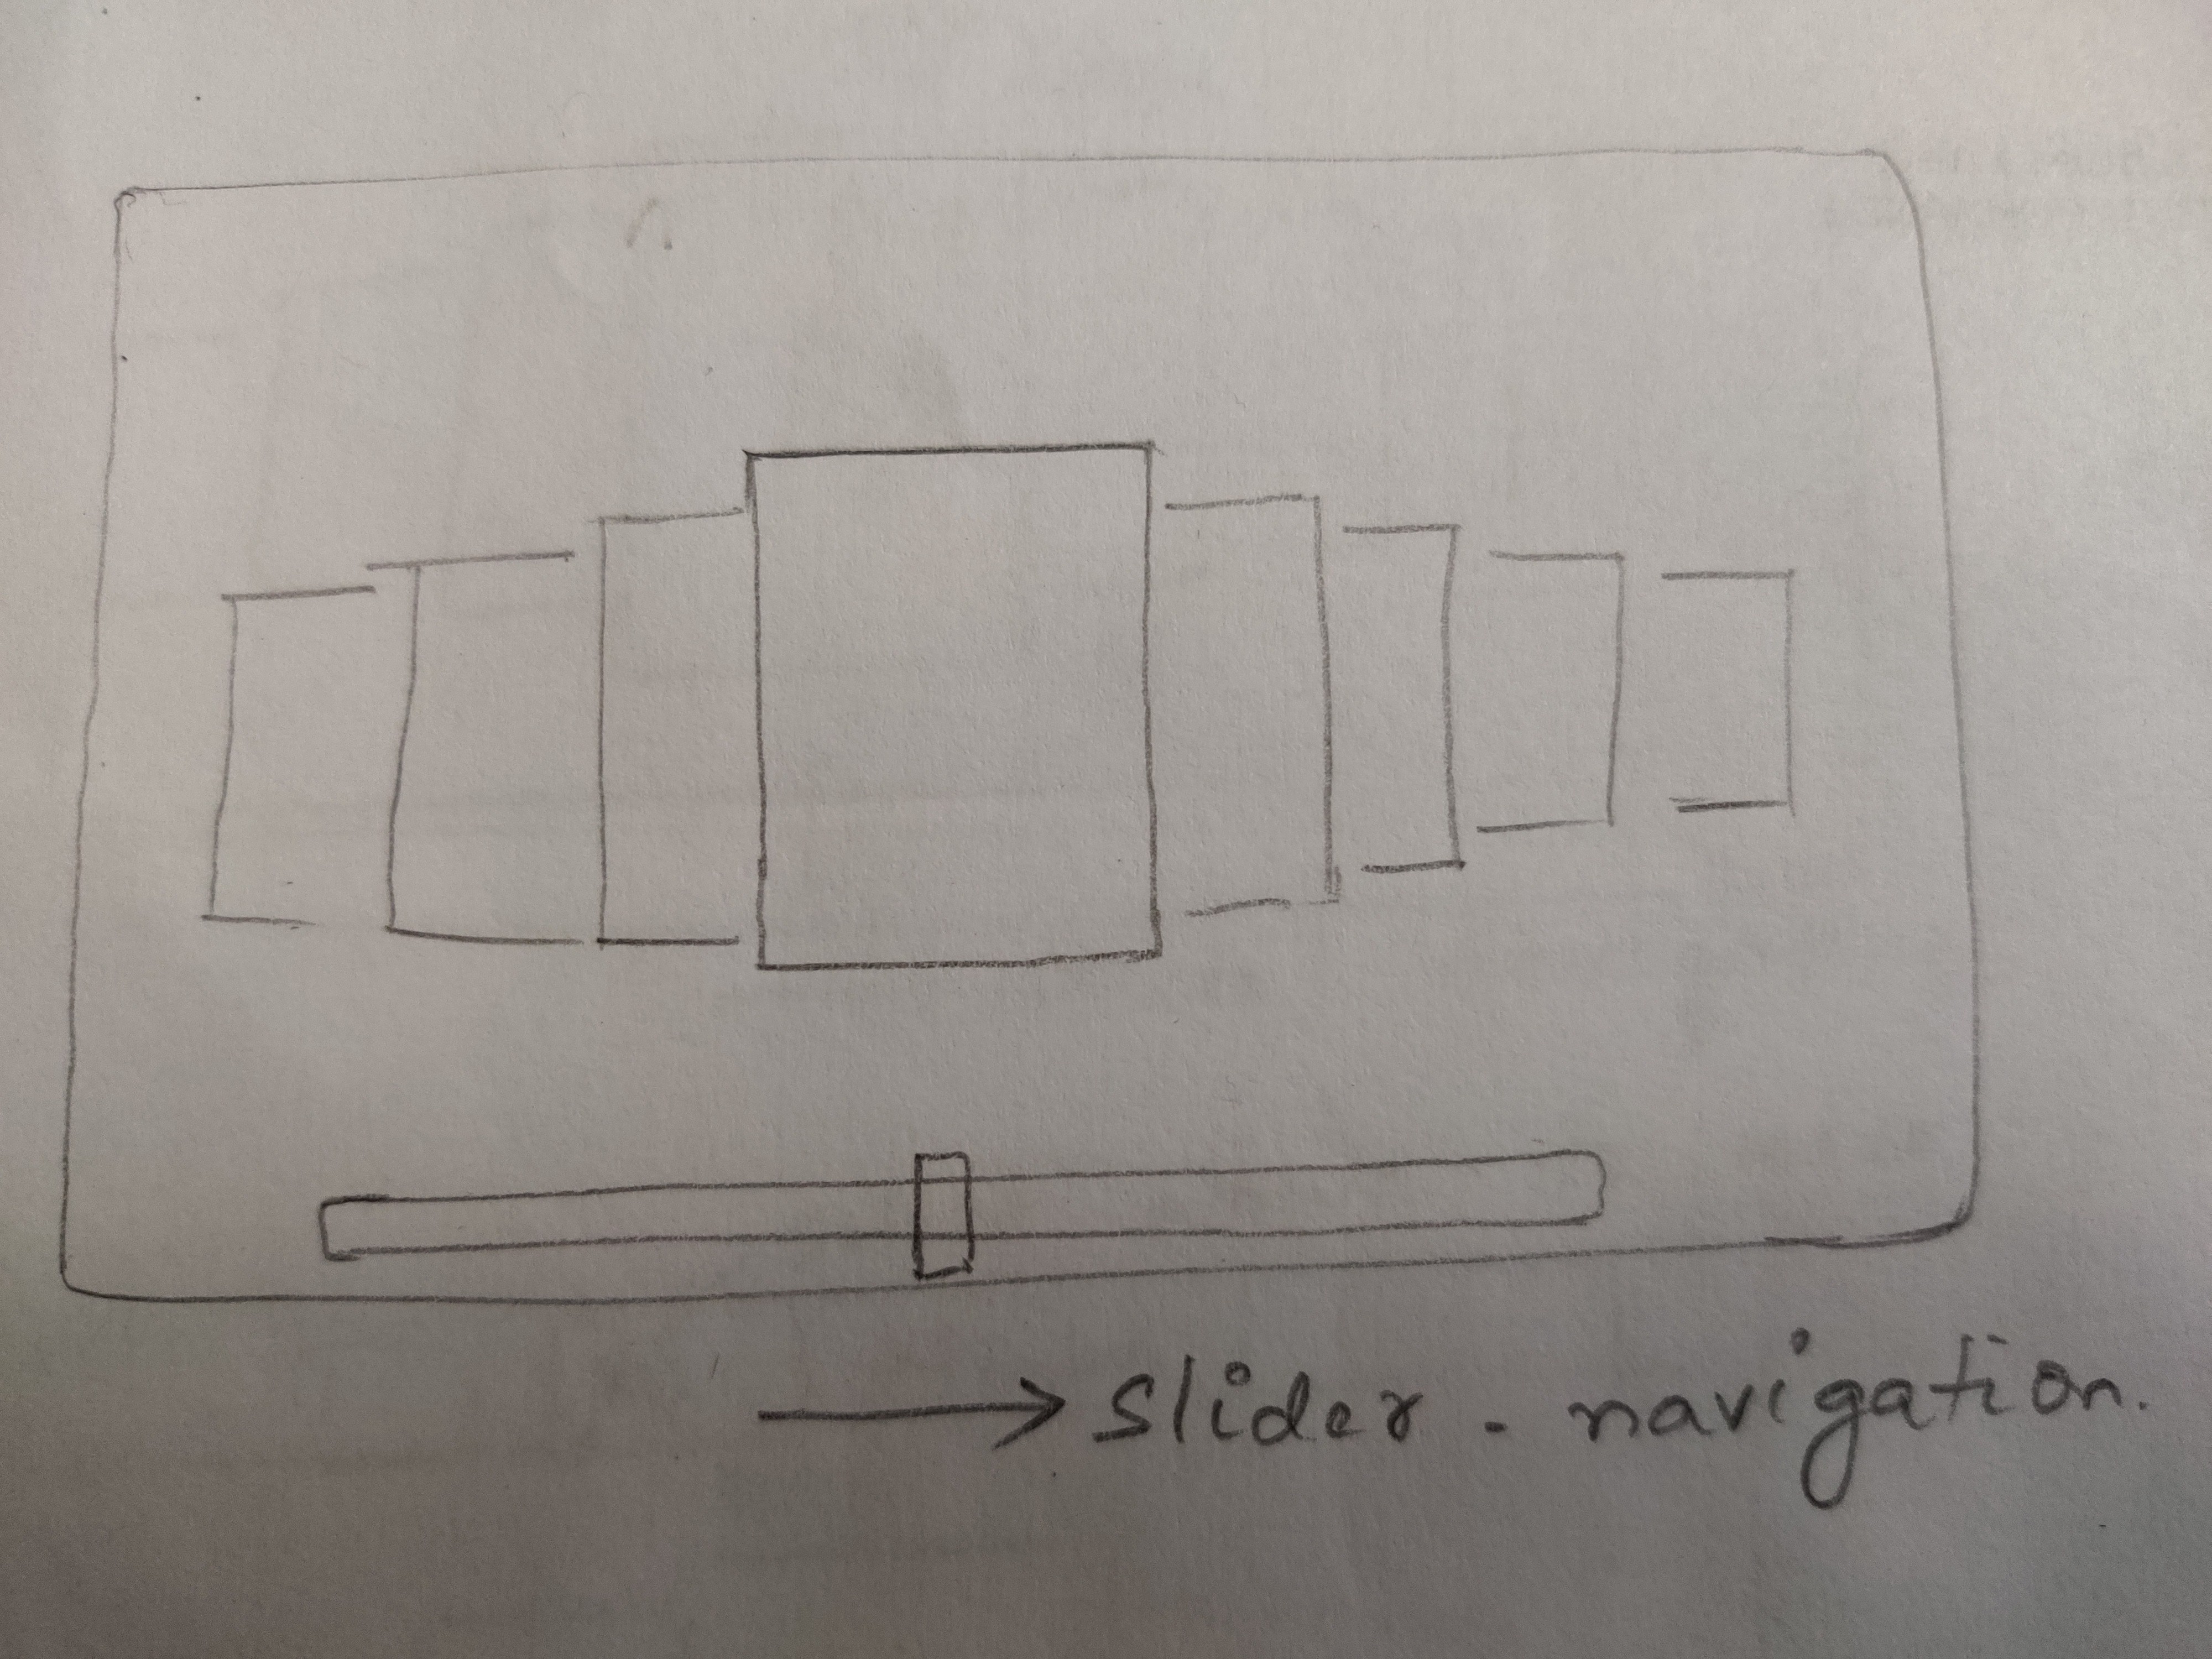 → Slider. navigation.